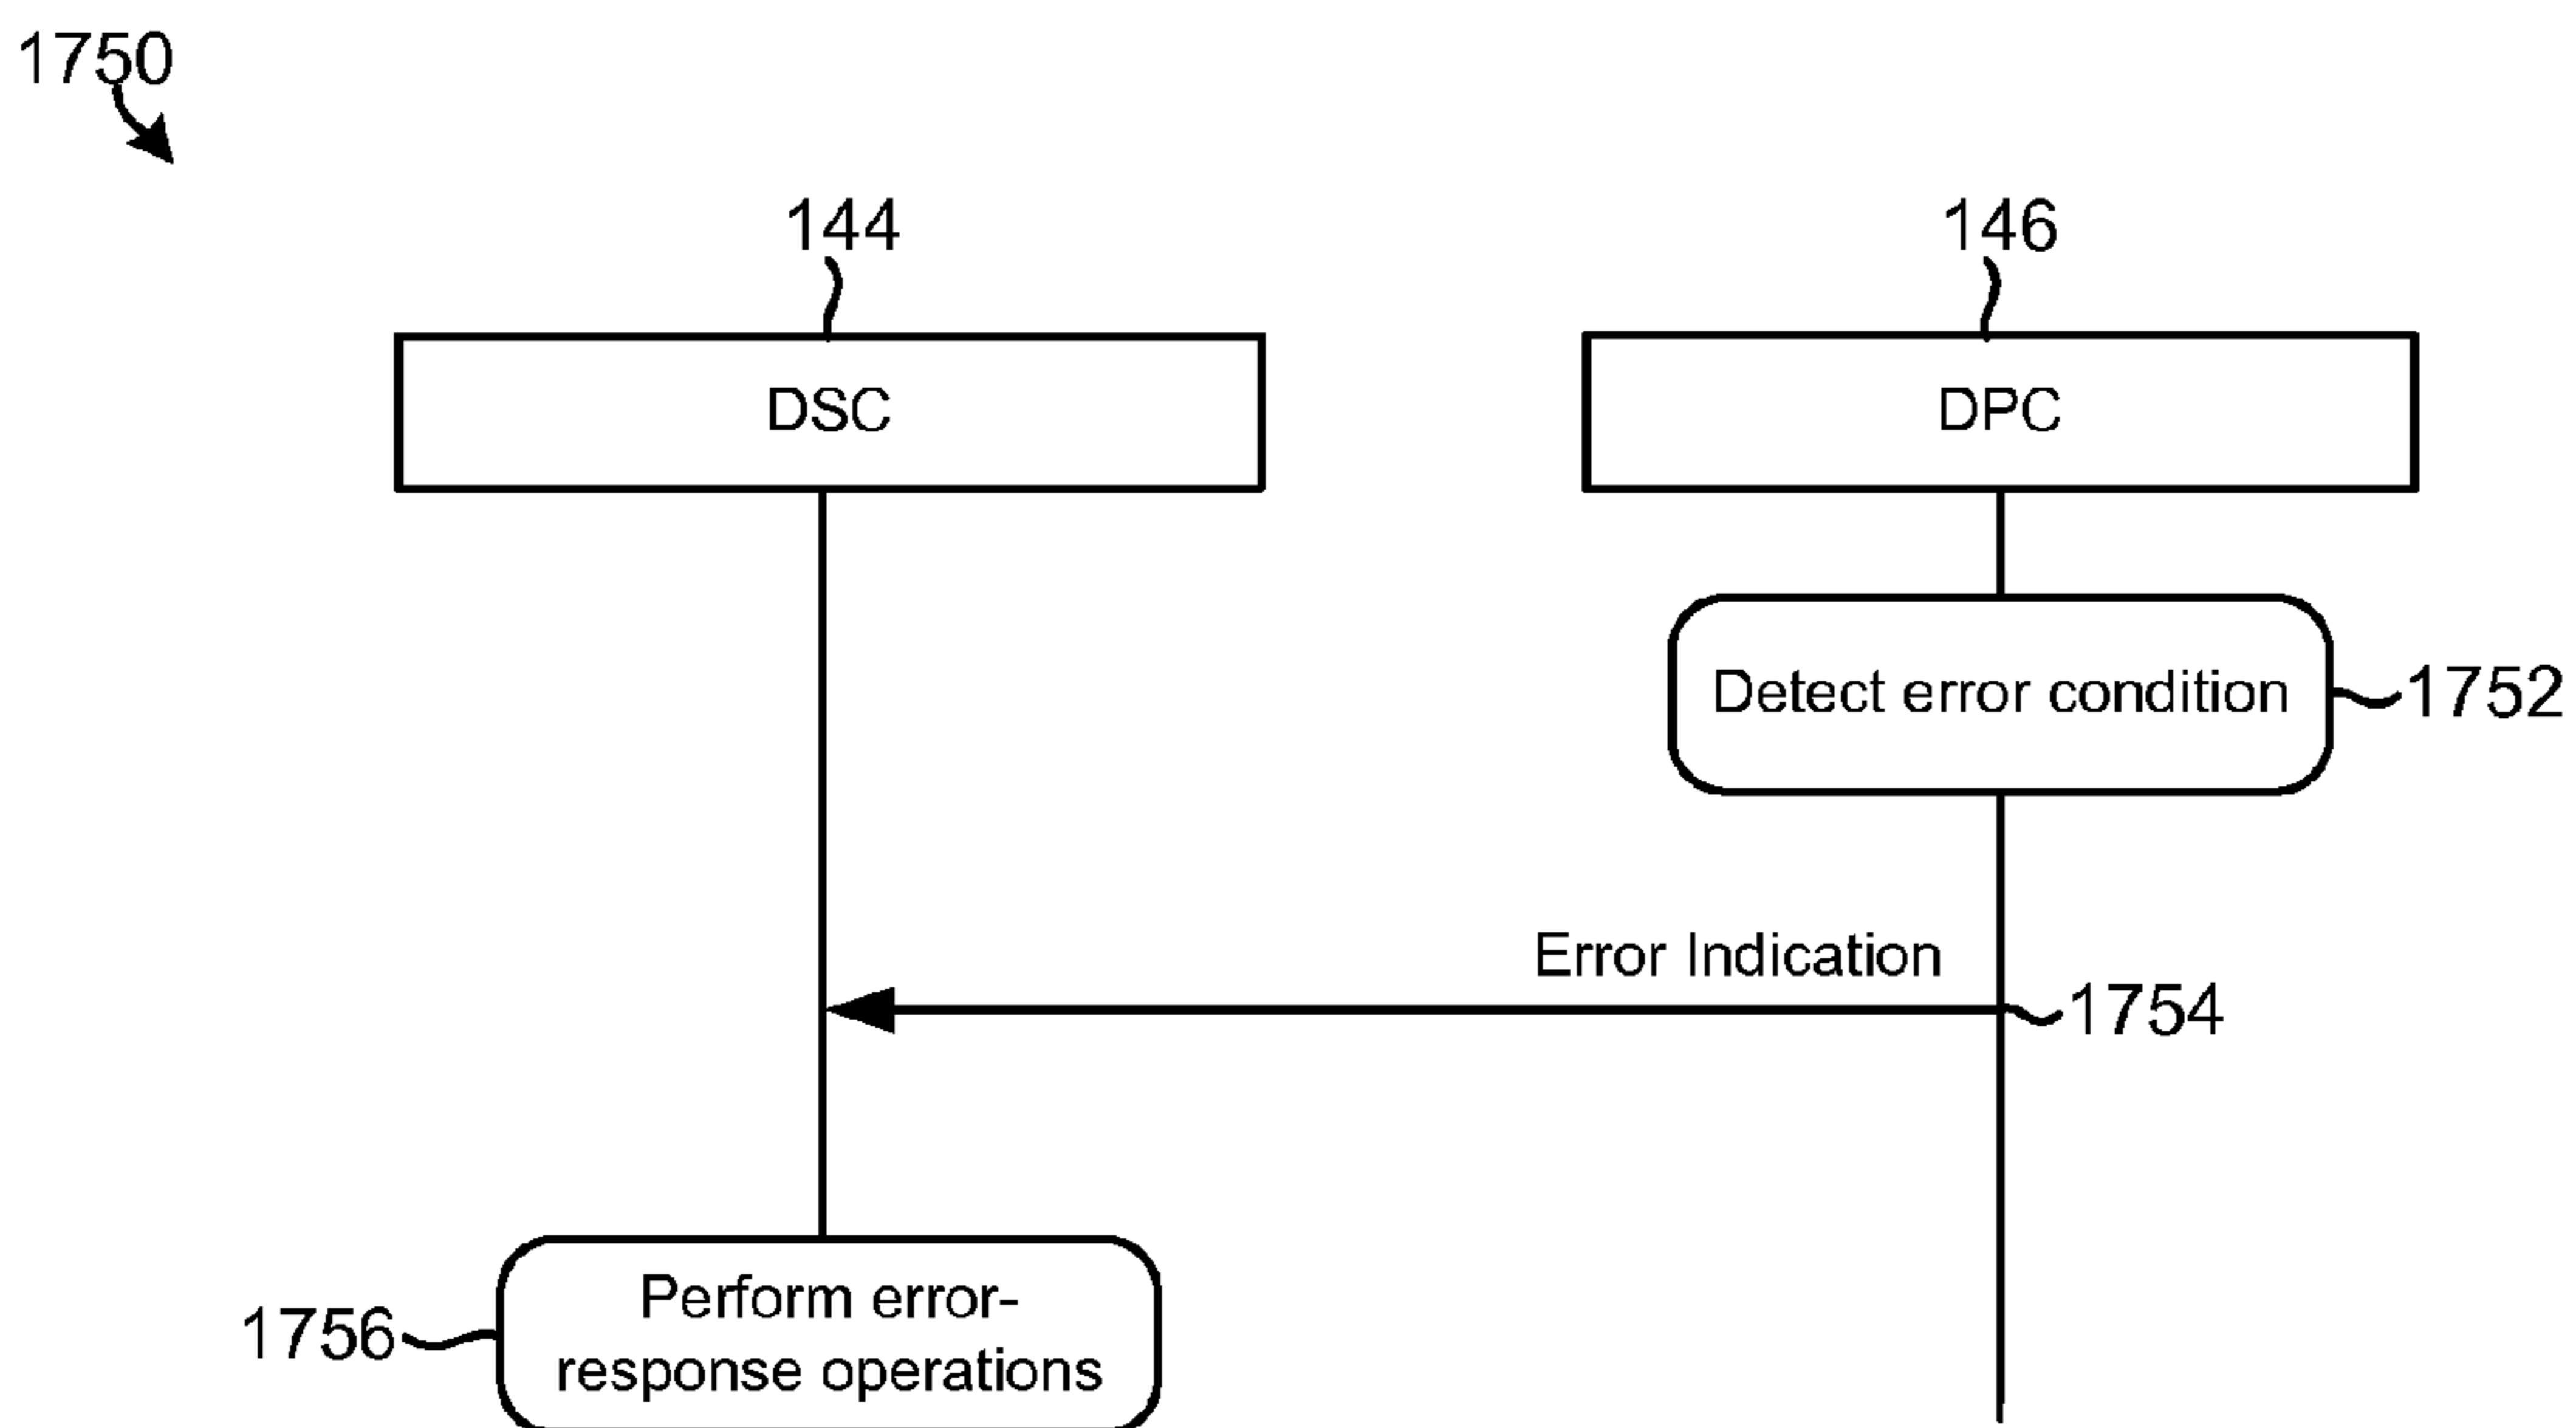 1750
144
146
DSC
DPC
Detect error condition
1752
Error Indication
1754
Perform error-
response operations
1756